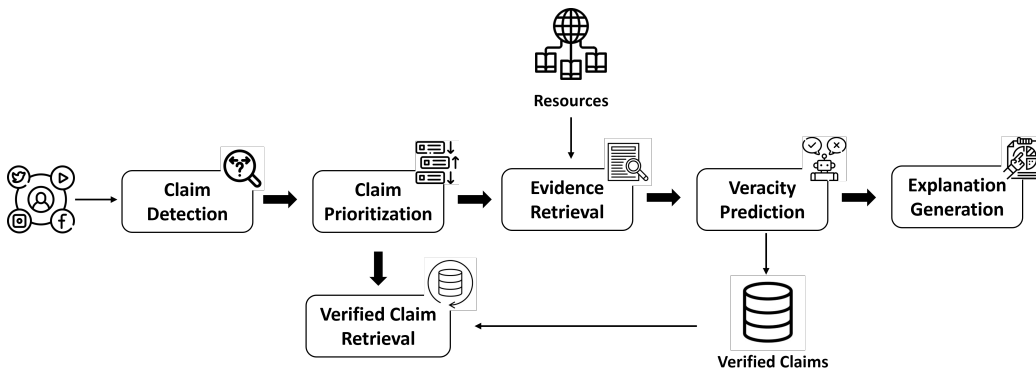 Resources
Claim
Detection
Claim
Prioritization
Evidence
Retrieval
Veracity
Prediction
Explanation
Generation
Verified Claim
Retrieval
Verified Claims